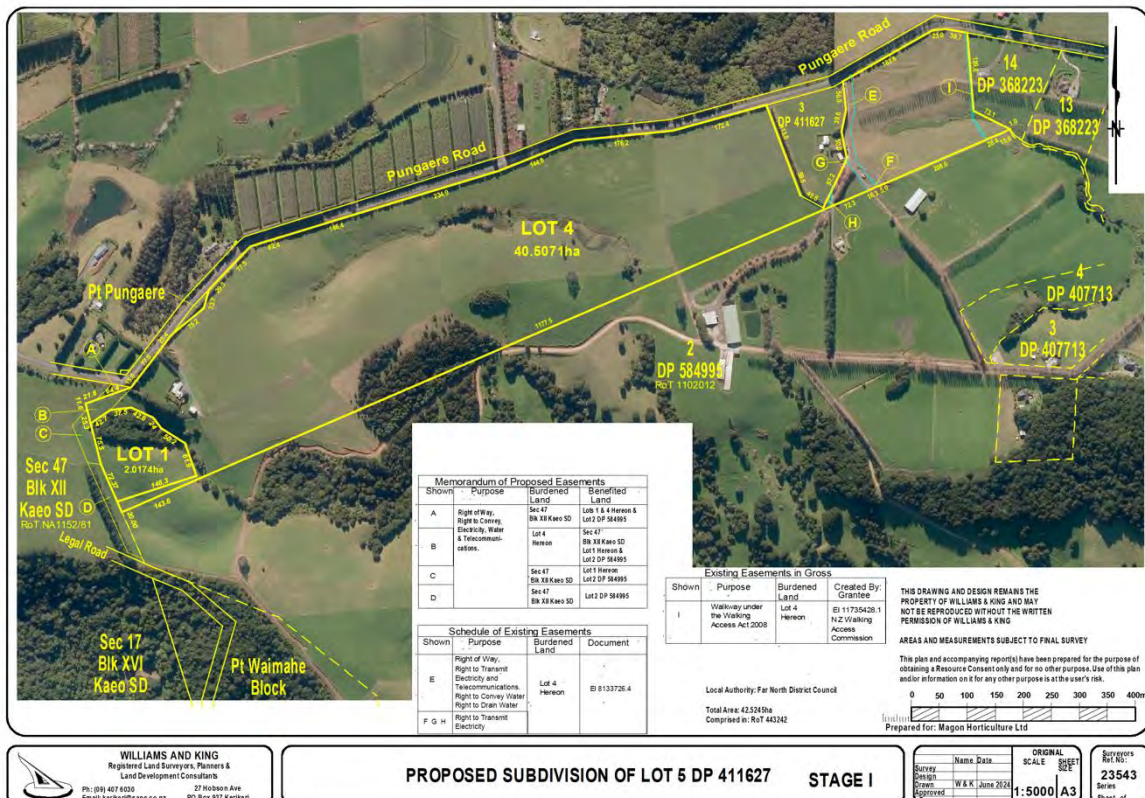 Pungaere Road
Pungaere Road
14
DP 368223
13
DP 368223
3
DP 411627
E
I
G
F
H
N
LOT 4
40.5071ha
Pt Pungaere
A
B
C
D
LOT 1
2.0174ha
Sec 47
Blk XII
Kaeo SD
RoT NA1152/61
Legal Road
Sec 17
Blk XVI
Kaeo SD
Pt Waimahe
Block
2
DP 584995
RoT 1102012
4
DP 407713
3
DP 407713
1177.5
234.9
186.4
176.2
172.4
146.3
143.6
Memorandum of Proposed Easements
Shown Purpose Burdened Land Benefited Land
A Right of Way, Right to Convey, Electricity, Water & Telecommuni-cations. Sec 47 Blk XII Kaeo SD Lots 1 & 4 Hereon & Lot 2 DP 584995
B Lot 4 Hereon Sec 47 Blk XII Kaeo SD Lot 1 Hereon & Lot 2 DP 584995
C Sec 47 Blk XII Kaeo SD Lot 1 Hereon Lot 2 DP 584995
D Sec 47 Blk XII Kaeo SD Lot 2 DP 584995
Schedule of Existing Easements
Shown Purpose Burdened Land Document
E Right of Way, Right to Transmit Electricity and Telecommunications. Right to Convey Water Right to Drain Water Lot 4 Hereon EI 8133726.4
F G H Right to Transmit Electricity
Existing Easements in Gross
Shown Purpose Burdened Land Created By: Grantee
I Walkway under the Walking Access Act 2008 Lot 4 Hereon EI 11735428.1 N Z Walking Access Commission
THIS DRAWING AND DESIGN REMAINS THE
PROPERTY OF WILLIAMS & KING AND MAY
NOT BE REPRODUCED WITHOUT THE WRITTEN
PERMISSION OF WILLIAMS & KING
AREAS AND MEASUREMENTS SUBJECT TO FINAL SURVEY
This plan and accompanying report(s) have been prepared for the purpose of
obtaining a Resource Consent only and for no other purpose. Use of this plan
and/or information on it for any other purpose is at the user's risk.
Local Authority: Far North District Council
Total Area: 42.5245ha
Comprised in: RoT 443242
0 50 100 150 200 250 300 350 400m
Prepared for: Magon Horticulture Ltd
WILLIAMS AND KING
Registered Land Surveyors, Planners &
Land Development Consultants
Ph: (09) 407 6030 27 Hobson Ave
PROPOSED SUBDIVISION OF LOT 5 DP 411627 STAGE I
Name Date
Survey
Design
Drawn W & K June 2024
Approved
ORIGINAL
SCALE SHEET SIZE
1:5000 A3
Surveyors
Ref. No:
23543
Series